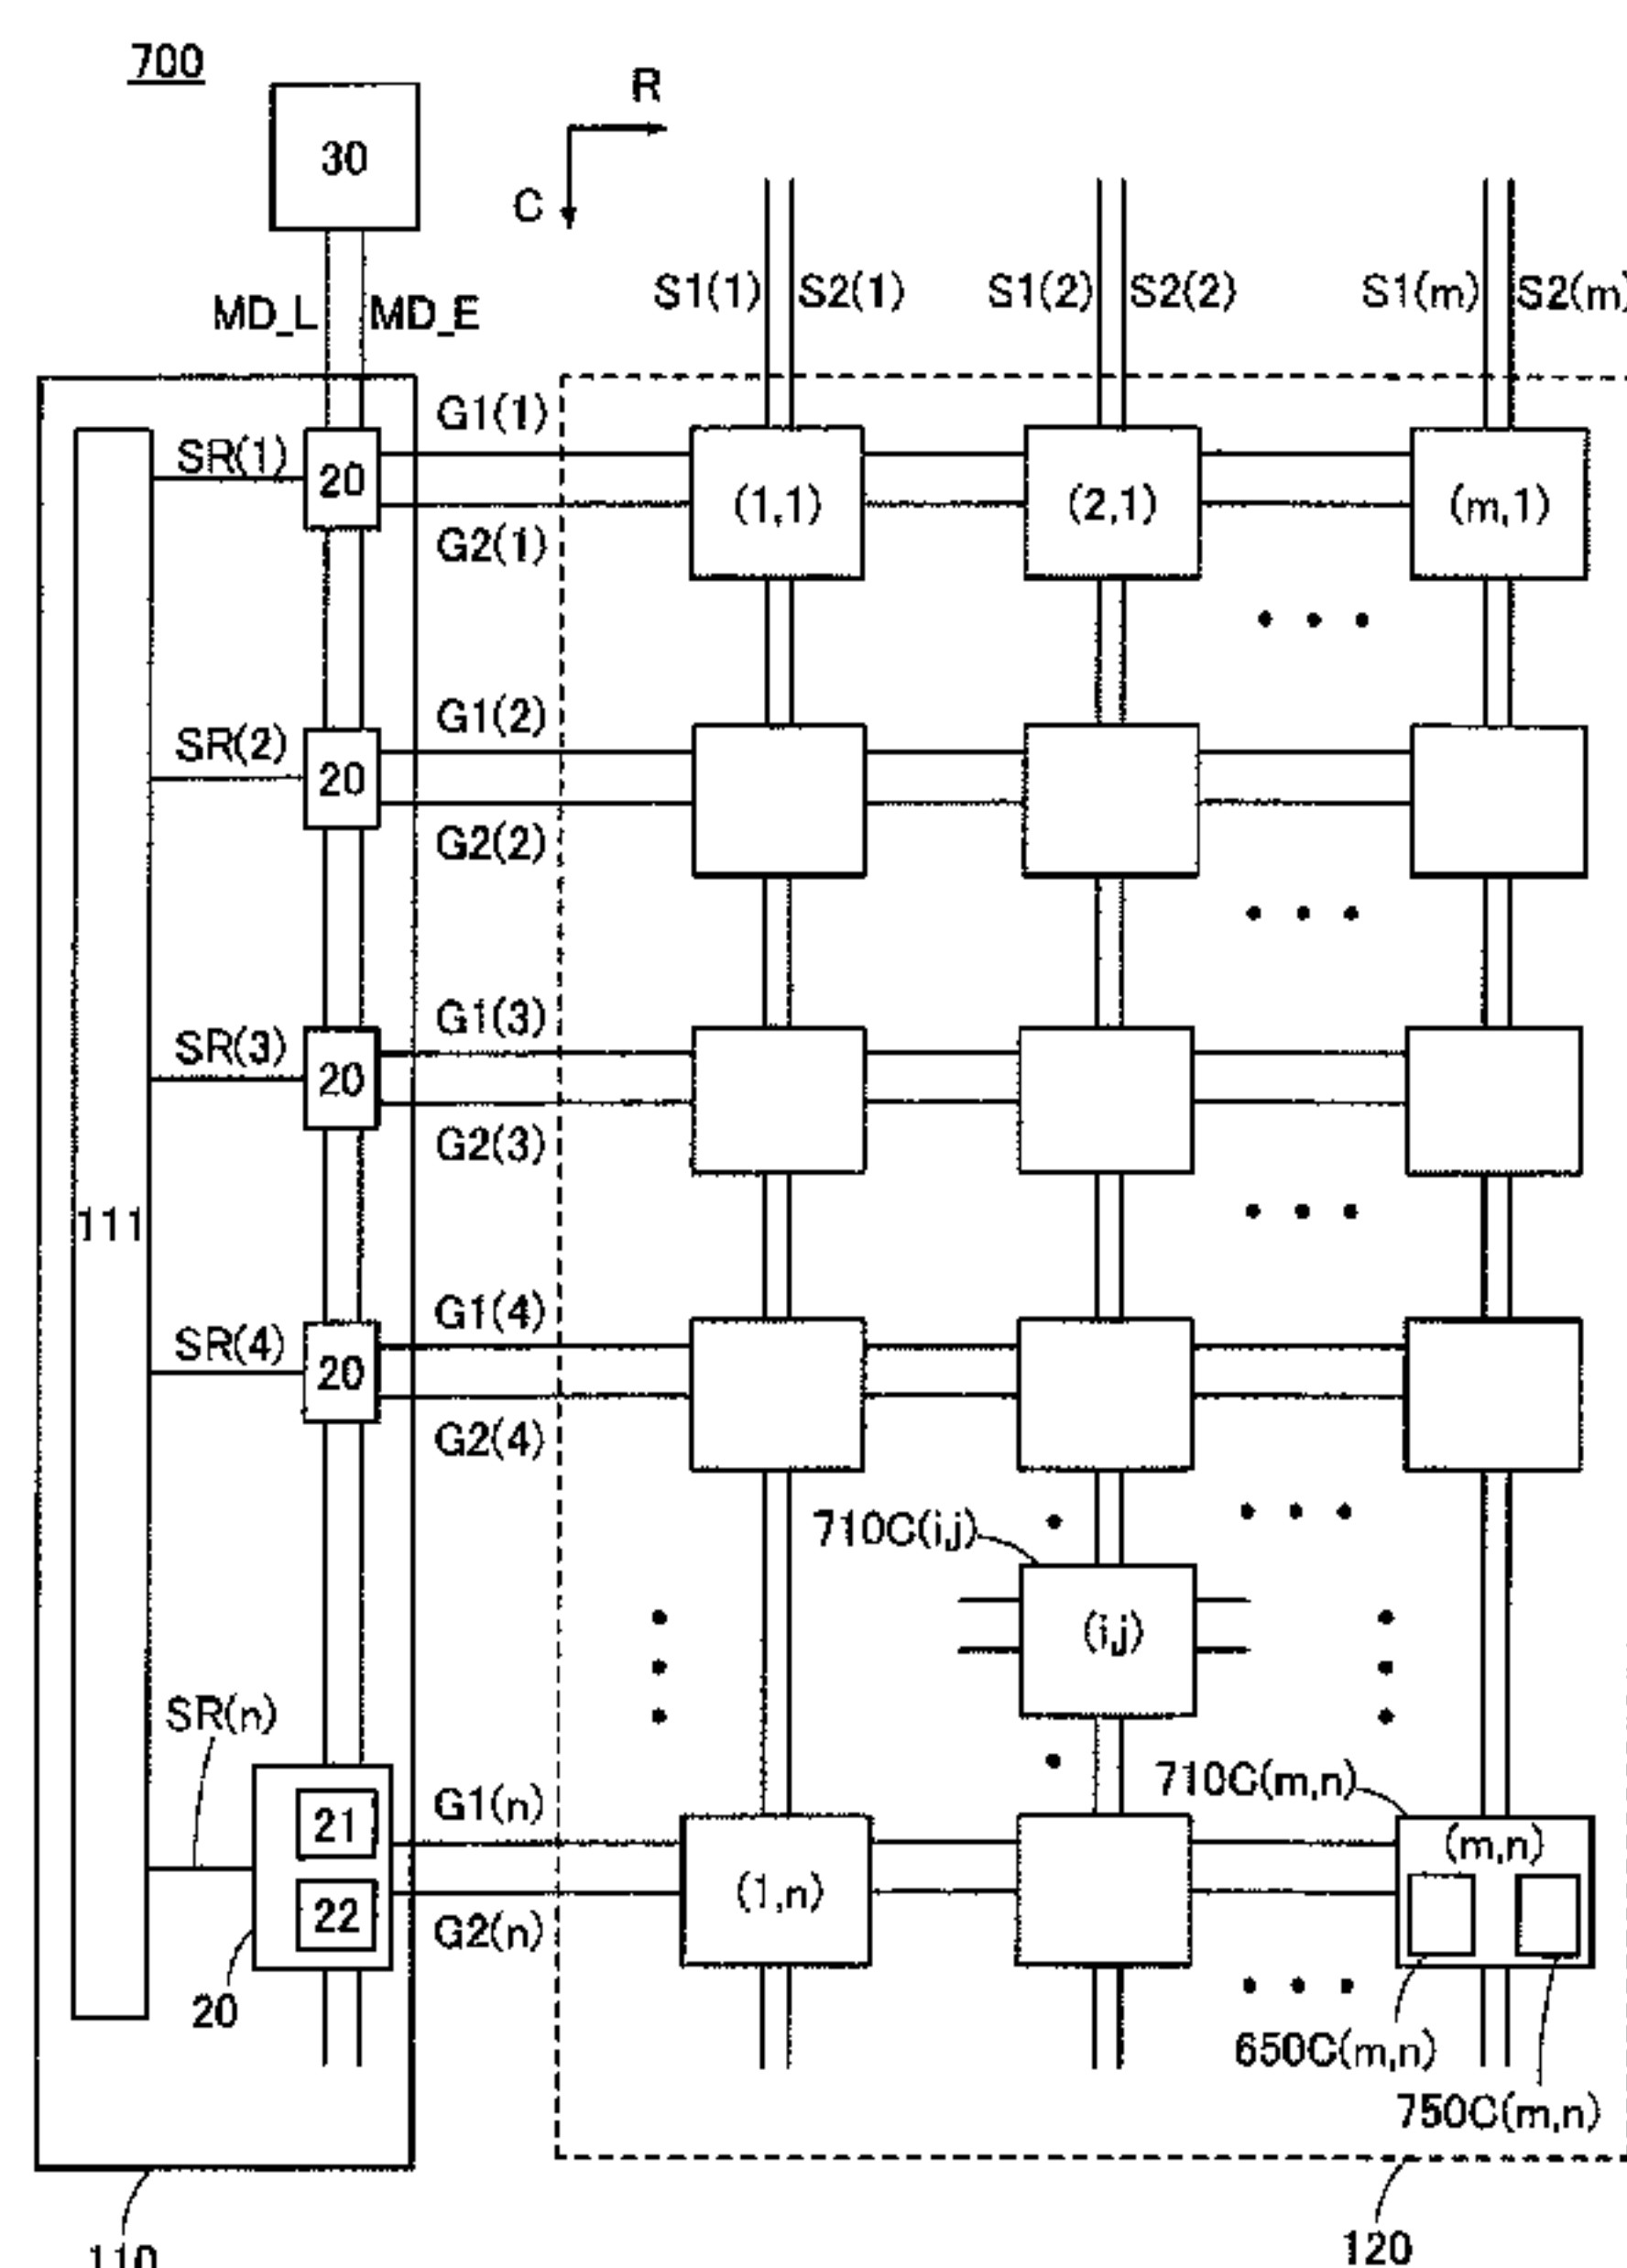 700
30
R
C
MD_L
MD_E
S1(1)
S2(1)
S1(2)
S2(2)
S1(m)
S2(m)
SR(1)
20
G1(1)
G2(1)
(1,1)
(2,1)
(m,1)
SR(2)
20
G1(2)
G2(2)
SR(3)
20
G1(3)
G2(3)
111
SR(4)
20
G1(4)
G2(4)
710C(i,j)
(i,j)
SR(n)
21
22
20
G1(n)
G2(n)
(1,n)
710C(m,n)
(m,n)
650C(m,n)
750C(m,n)
110
120